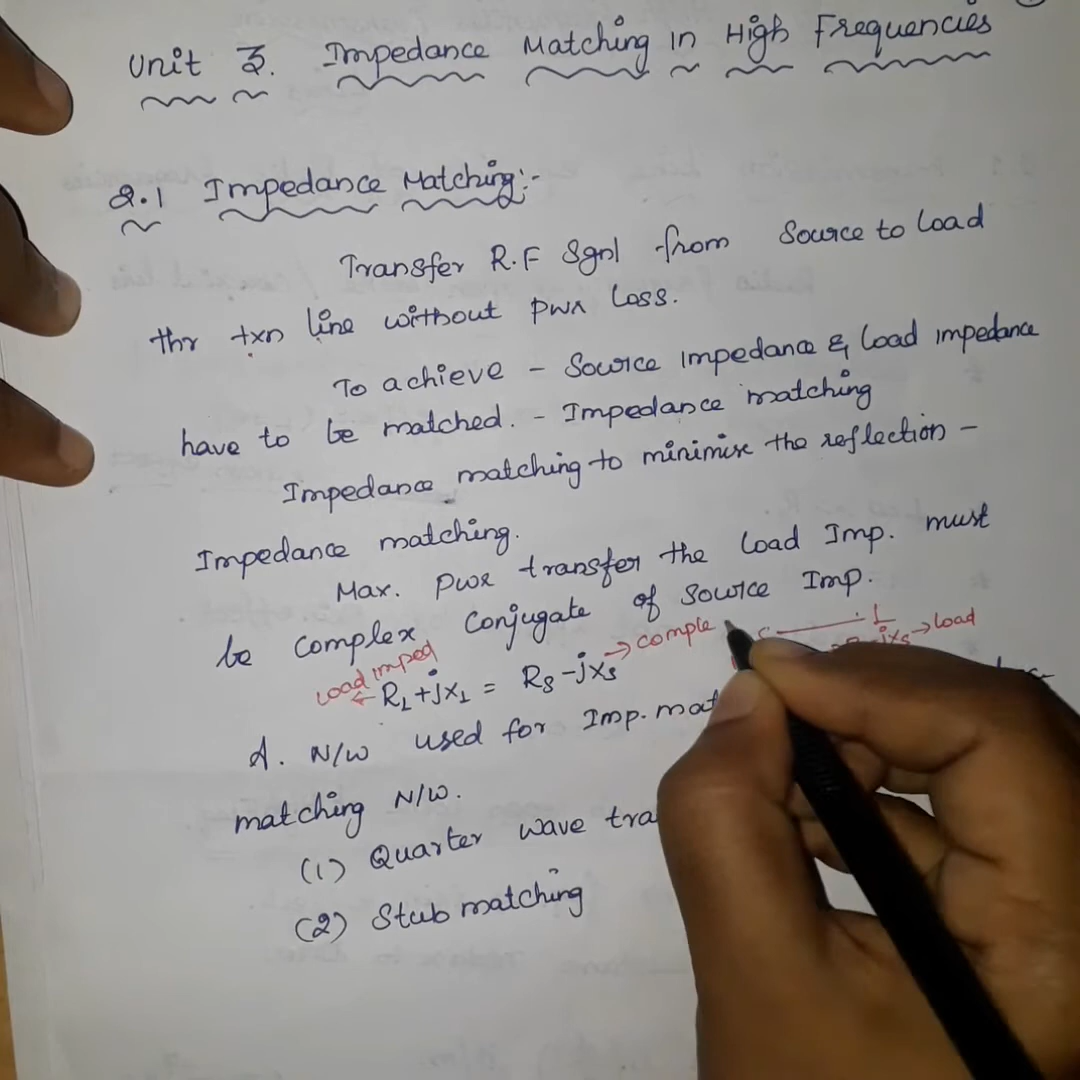 Unit 3. Impedance Matching in High Frequencies
2.1 Impedance Matching:-
Transfer R.F Sgnl from Source to Load
thr txn line without pwr loss.
To achieve - Source impedance & Load impedance
have to be matched. - Impedance matching
Impedance matching to minimise the reflection -
Impedance matching.
Max. pwr transfer the load Imp. must
be complex conjugate of source Imp.
Load imped → comple → load
RL+jXL = RS-jXS
A. N/W used for Imp. mat
matching N/W.
(1) Quarter wave tra
(2) Stub matching